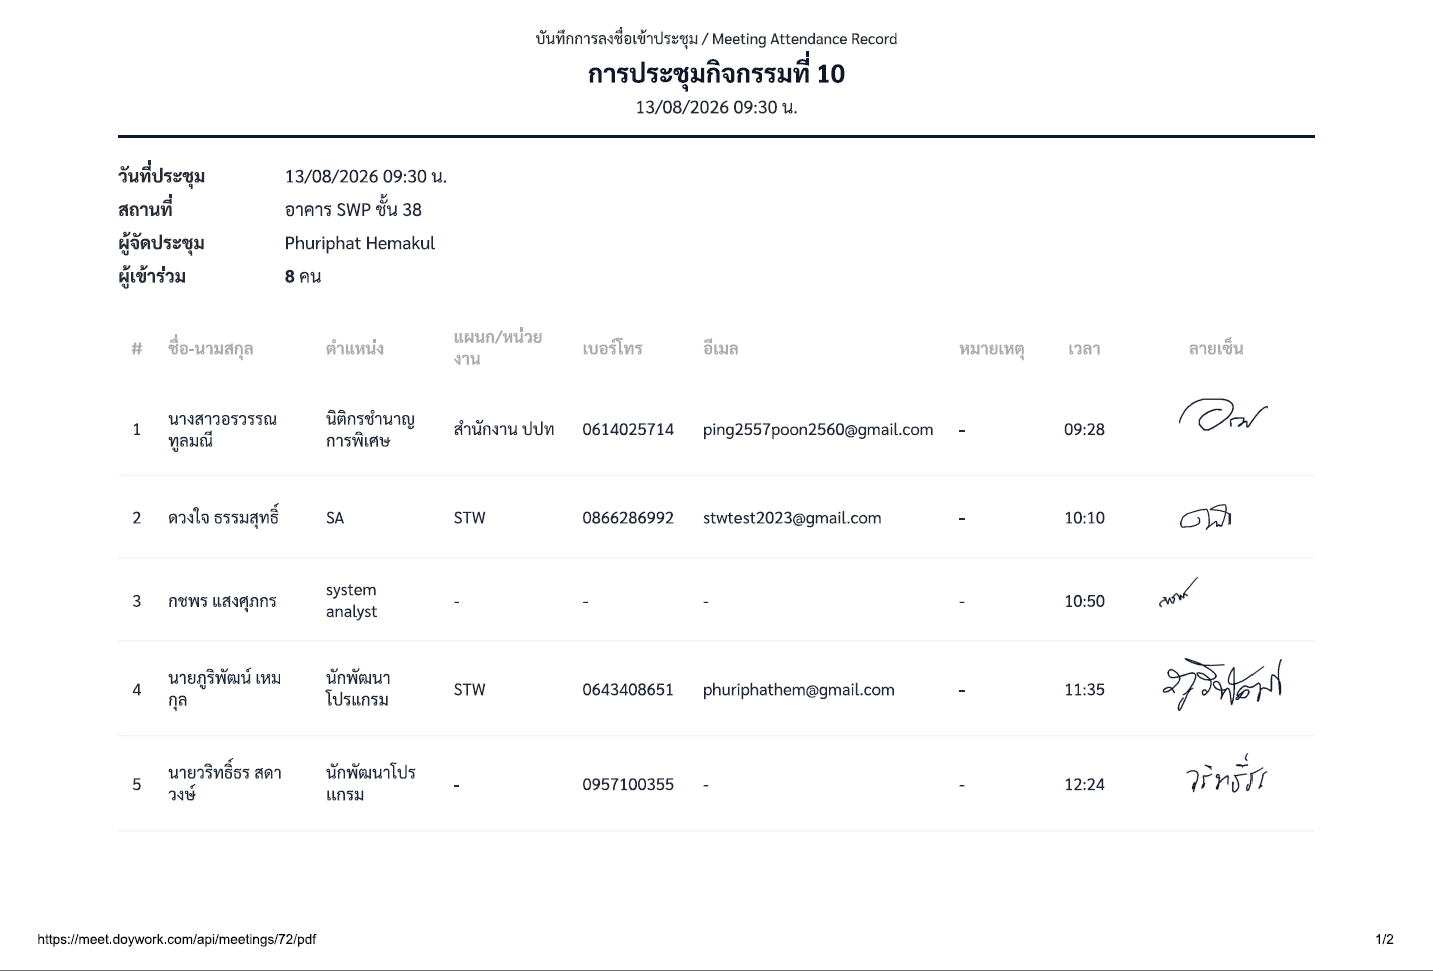 บันทึกการลงชื่อเข้าประชุม / Meeting Attendance Record
การประชุมกิจกรรมที่ 10
13/08/2026 09:30 น.
วันที่ประชุม 13/08/2026 09:30 น.
สถานที่ อาคาร SWP ชั้น 38
ผู้จัดประชุม Phuriphat Hemakul
ผู้เข้าร่วม 8 คน
# ชื่อ-นามสกุล ตำแหน่ง แผนก/หน่วย
งาน เบอร์โทร อีเมล หมายเหตุ เวลา ลายเซ็น
1 นางสาวอรวรรณ
ทูลมณี นิติกรชำนาญ
การพิเศษ สำนักงาน ปปท 0614025714 ping2557poon2560@gmail.com - 09:28
2 ดวงใจ ธรรมสุทธิ์ SA STW 0866286992 stwtest2023@gmail.com - 10:10
3 กชพร แสงศุภกร system
analyst - - - - 10:50
4 นายภูริพัฒน์ เหม
กุล นักพัฒนา
โปรแกรม STW 0643408651 phuriphathem@gmail.com - 11:35
ภูริพัฒน์
5 นายวริทธิ์ธร สดา
วงษ์ นักพัฒนาโปร
แกรม - 0957100355 - - 12:24
วริทธิ์ธร
https://meet.doywork.com/api/meetings/72/pdf 1/2